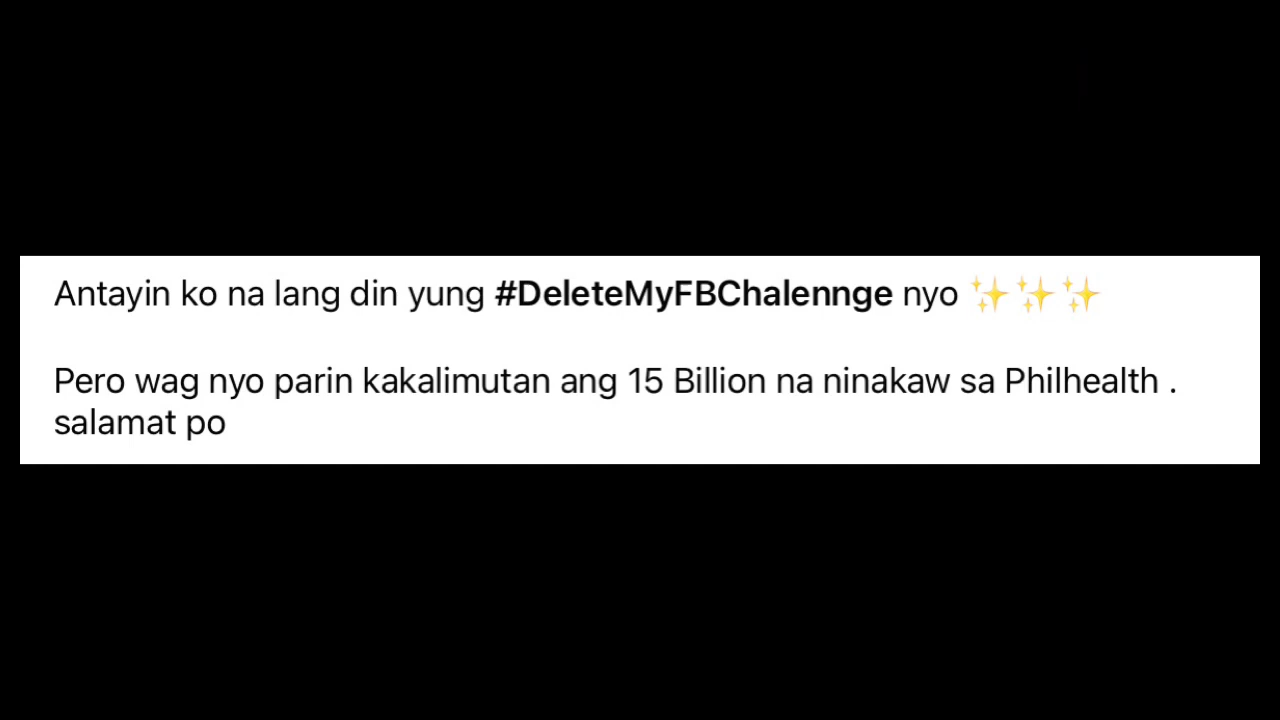 Antayin ko na lang din yung #DeleteMyFBChalennge nyo ✨✨✨
Pero wag nyo parin kakalimutan ang 15 Billion na ninakaw sa Philhealth .
salamat po